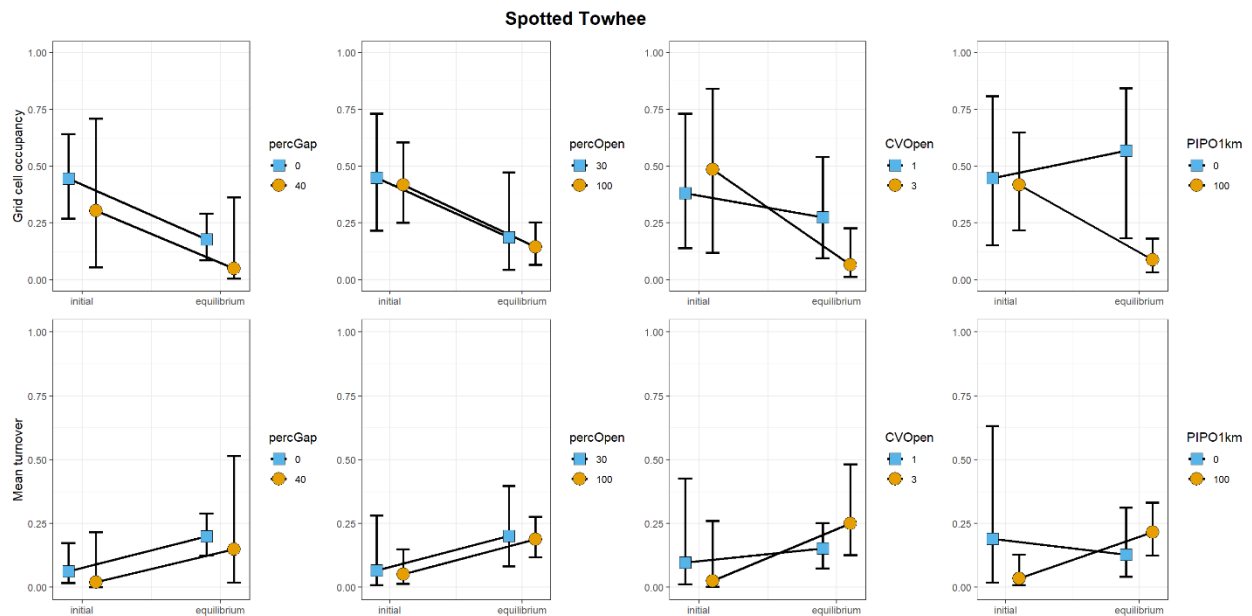 Spotted Towhee
Grid cell occupancy
1.00
0.75
0.50
0.25
0.00
initial
equilibrium
percGap
0
40
1.00
0.75
0.50
0.25
0.00
initial
equilibrium
percOpen
30
100
1.00
0.75
0.50
0.25
0.00
initial
equilibrium
CVOpen
1
3
1.00
0.75
0.50
0.25
0.00
initial
equilibrium
PIPO1km
0
100
Mean turnover
1.00
0.75
0.50
0.25
0.00
initial
equilibrium
percGap
0
40
1.00
0.75
0.50
0.25
0.00
initial
equilibrium
percOpen
30
100
1.00
0.75
0.50
0.25
0.00
initial
equilibrium
CVOpen
1
3
1.00
0.75
0.50
0.25
0.00
initial
equilibrium
PIPO1km
0
100